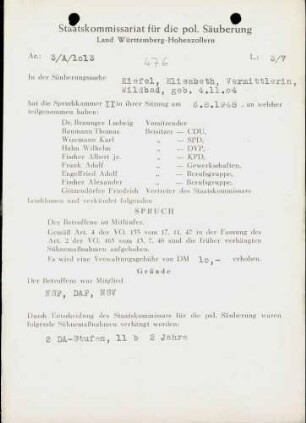 Staatskommissariat für die pol. Säuberung
Land Württemberg-Hohenzollern
Az.: 3/A/1013
476
L.: 3/7
In der Säuberungssache Kiefel, Elisabeth, Vermittlerin,
Wildbad, geb. 4.11.04
hat die Spruchkammer II in ihrer Sitzung am 6.8.1948, an welcher
teilgenommen haben:
Dr. Ludwig Vorsitzender
Baumann Thomas Beisitzer — CDU,
Wizemann Karl „ — SPD,
Hahn Wilhelm „ — DVP,
Fischer Albert jr. „ — KPD,
Frank Adolf „ — Gewerkschaften,
Engelfried Adolf „ — Berufsgruppe,
Fischer Alexander „ — Berufsgruppe,
Friedrich Vertreter des Staatskommissars
beschlossen und verkündet folgenden
SPRUCH
Der Betroffene ist Mitläufer.
Gemäß Art. 4 der VO. 155 vom 17. 11. 47 in der Fassung des
Art. 2 der VO. 165 vom 13. 7. 48 sind die früher verhängten
Sühnemaßnahmen aufgehoben.
Es wird eine Verwaltungsgebühr von DM 10,- erhoben.
Gründe
Der Betroffene war Mitglied
NSF, DAF, NSV
Durch Entscheidung des Staatskommissars für die pol. Säuberung waren
folgende Sühnemaßnahmen verhängt worden:
2 DA-Stufen, 11 b 2 Jahre